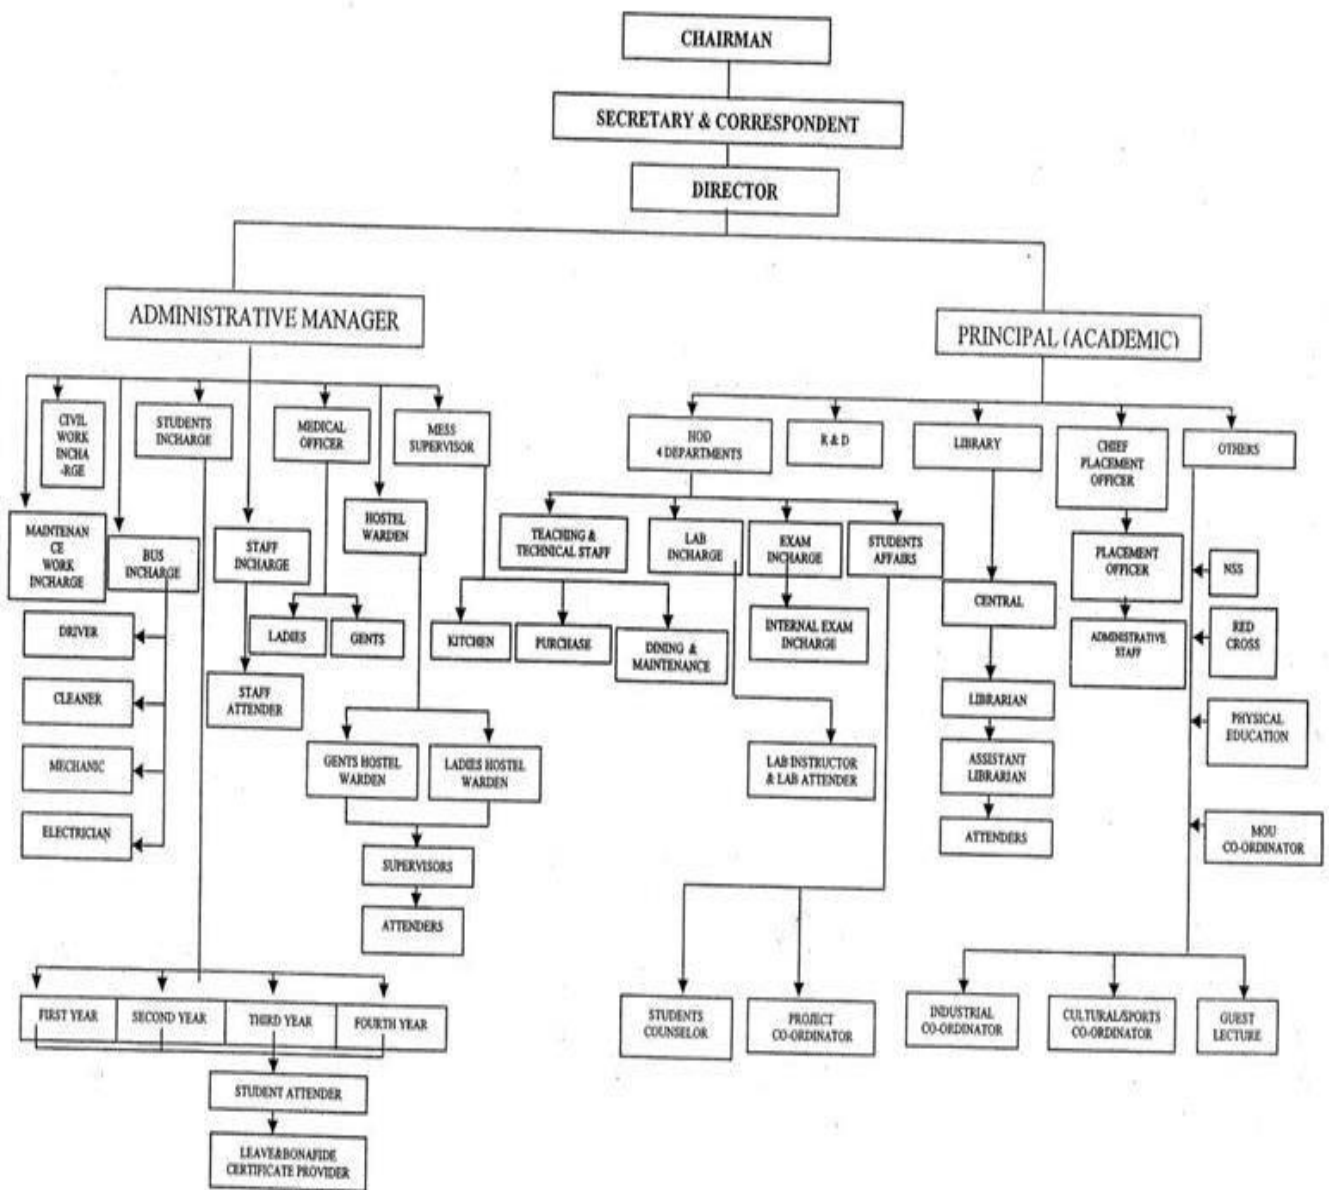 CHAIRMAN
SECRETARY & CORRESPONDENT
DIRECTOR
ADMINISTRATIVE MANAGER
PRINCIPAL (ACADEMIC)
CIVIL
WORK
INCHA
-RGE
STUDENTS
INCHARGE
MEDICAL
OFFICER
MESS
SUPERVISOR
HOD
4 DEPARTMENTS
R & D
LIBRARY
CHIEF
PLACEMENT
OFFICER
OTHERS
MAINTENAN
CE
WORK
INCHARGE
BUS
INCHARGE
STAFF
INCHARGE
HOSTEL
WARDEN
TEACHING &
TECHNICAL STAFF
LAB
INCHARGE
EXAM
INCHARGE
STUDENTS
AFFAIRS
PLACEMENT
OFFICER
NSS
DRIVER
LADIES
GENTS
KITCHEN
PURCHASE
DINING &
MAINTENANCE
INTERNAL EXAM
INCHARGE
CENTRAL
ADMINISTRATIVE
STAFF
RED
CROSS
CLEANER
STAFF
ATTENDER
LIBRARIAN
PHYSICAL
EDUCATION
MECHANIC
GENTS HOSTEL
WARDEN
LADIES HOSTEL
WARDEN
LAB INSTRUCTOR
& LAB ATTENDER
ASSISTANT
LIBRARIAN
ELECTRICIAN
ATTENDERS
MOU
CO-ORDINATOR
SUPERVISORS
ATTENDERS
FIRST YEAR
SECOND YEAR
THIRD YEAR
FOURTH YEAR
STUDENTS
COUNSELOR
PROJECT
CO-ORDINATOR
INDUSTRIAL
CO-ORDINATOR
CULTURAL/SPORTS
CO-ORDINATOR
GUEST
LECTURE
STUDENT ATTENDER
LEAVE&BONAFIDE
CERTIFICATE PROVIDER